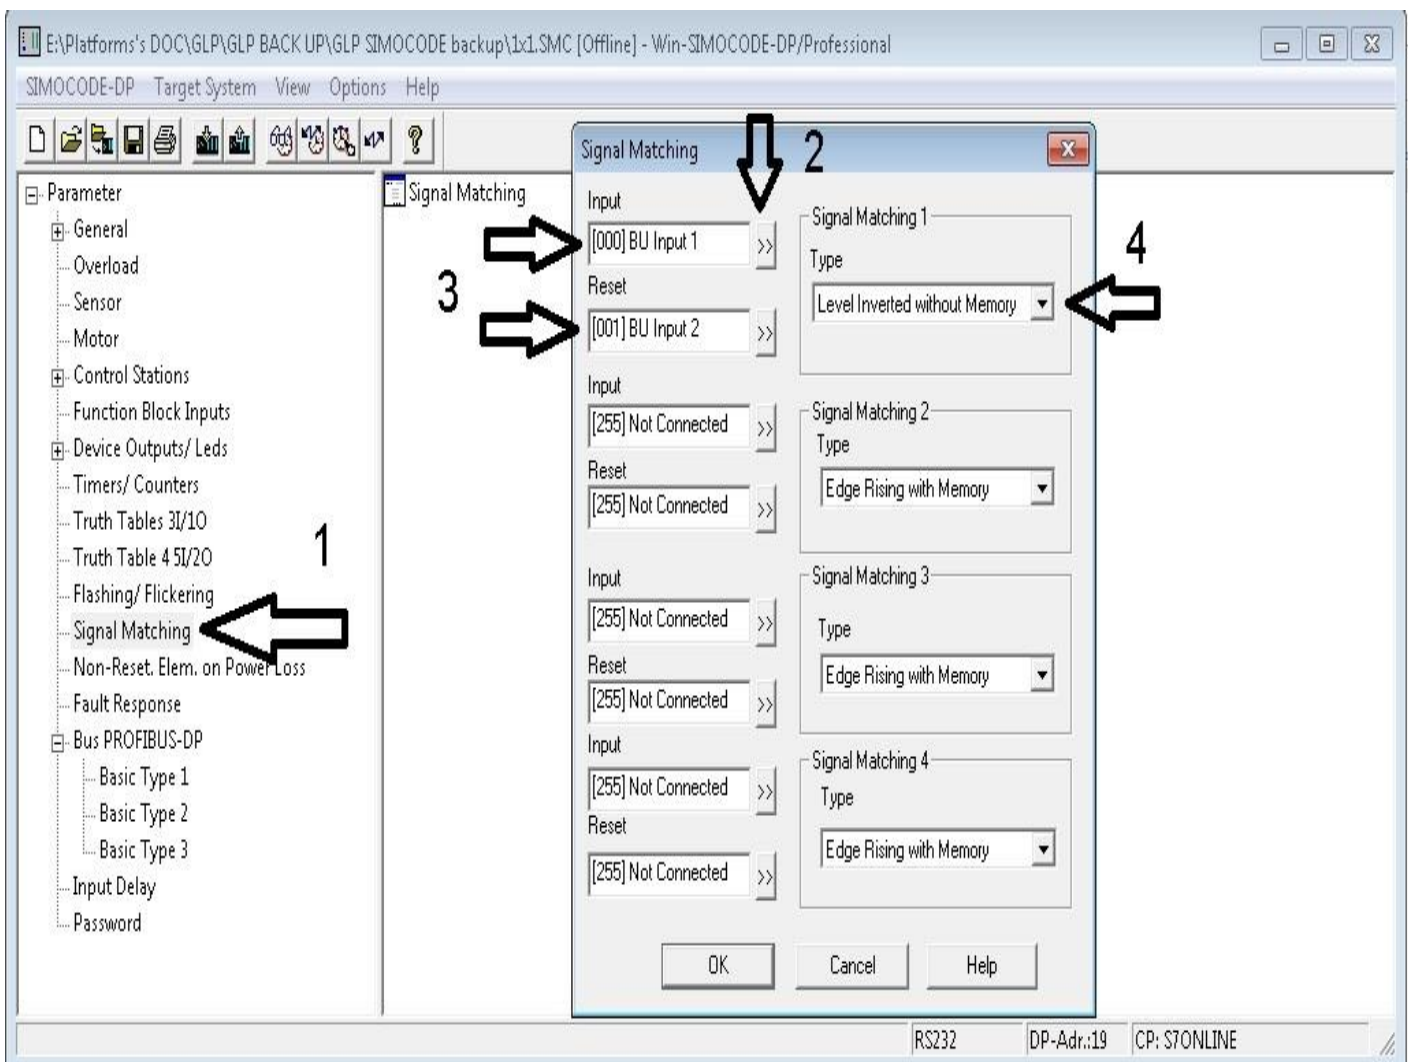 E:\Platforms's DOC\GLP\GLP BACK UP\GLP SIMOCODE backup\1x1.SMC [Offline] - Win-SIMOCODE-DP/Professional
SIMOCODE-DP Target System View Options Help
Parameter
General
Overload
Sensor
Motor
Control Stations
Function Block Inputs
Device Outputs/ Leds
Timers/ Counters
Truth Tables 3I/1O
Truth Table 4 5I/2O
Flashing/ Flickering
Signal Matching
Non-Reset. Elem. on Power Loss
Fault Response
Bus PROFIBUS-DP
Basic Type 1
Basic Type 2
Basic Type 3
Input Delay
Password
1
Signal Matching
Signal Matching
2
3
4
Input
[000] BU Input 1 >>
Reset
[001] BU Input 2 >>
Signal Matching 1
Type
Level Inverted without Memory
Input
[255] Not Connected >>
Reset
[255] Not Connected >>
Signal Matching 2
Type
Edge Rising with Memory
Input
[255] Not Connected >>
Reset
[255] Not Connected >>
Signal Matching 3
Type
Edge Rising with Memory
Input
[255] Not Connected >>
Reset
[255] Not Connected >>
Signal Matching 4
Type
Edge Rising with Memory
OK Cancel Help
RS232 DP-Adr.:19 CP: S7ONLINE